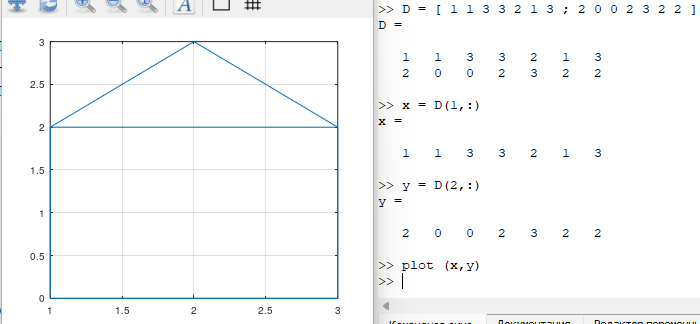 A
3
2.5
2
1.5
1
0.5
0
1
1.5
2
2.5
3
>> D = [ 1 1 3 3 2 1 3 ; 2 0 0 2 3 2 2 ]
D =
1 1 3 3 2 1 3
2 0 0 2 3 2 2
>> x = D(1,:)
x =
1 1 3 3 2 1 3
>> y = D(2,:)
y =
2 0 0 2 3 2 2
>> plot (x,y)
>>